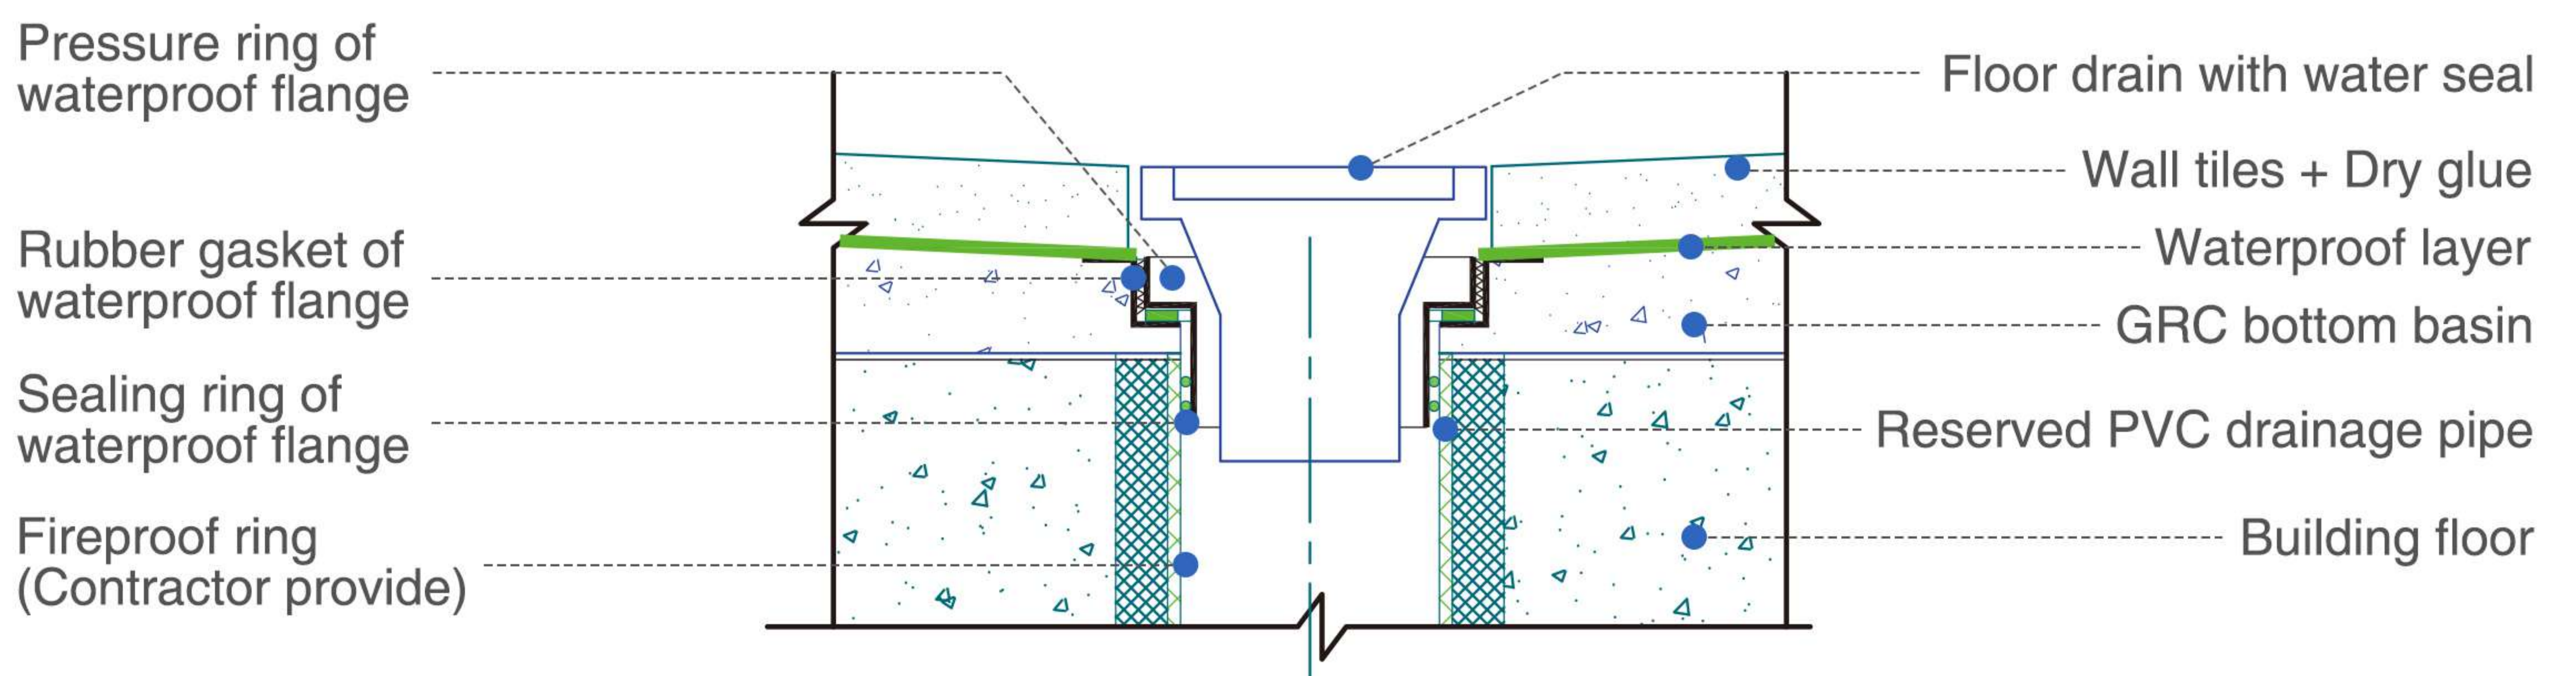 Pressure ring of
waterproof flange
Rubber gasket of
waterproof flange
Sealing ring of
waterproof flange
Fireproof ring
(Contractor provide)
Floor drain with water seal
Wall tiles + Dry glue
Waterproof layer
GRC bottom basin
Reserved PVC drainage pipe
Building floor